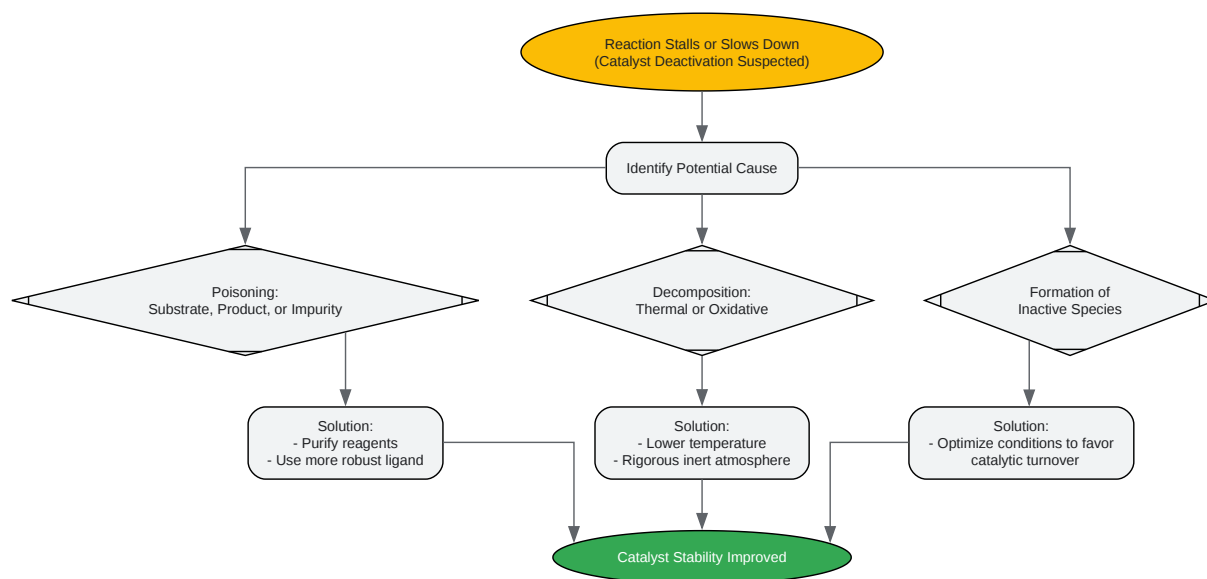 Reaction Stalls or Slows Down
(Catalyst Deactivation Suspected)
Identify Potential Cause
Poisoning:
Substrate, Product, or Impurity
Decomposition:
Thermal or Oxidative
Formation of
Inactive Species
Solution:
- Purify reagents
- Use more robust ligand
Solution:
- Lower temperature
- Rigorous inert atmosphere
Solution:
- Optimize conditions to favor
catalytic turnover
Catalyst Stability Improved